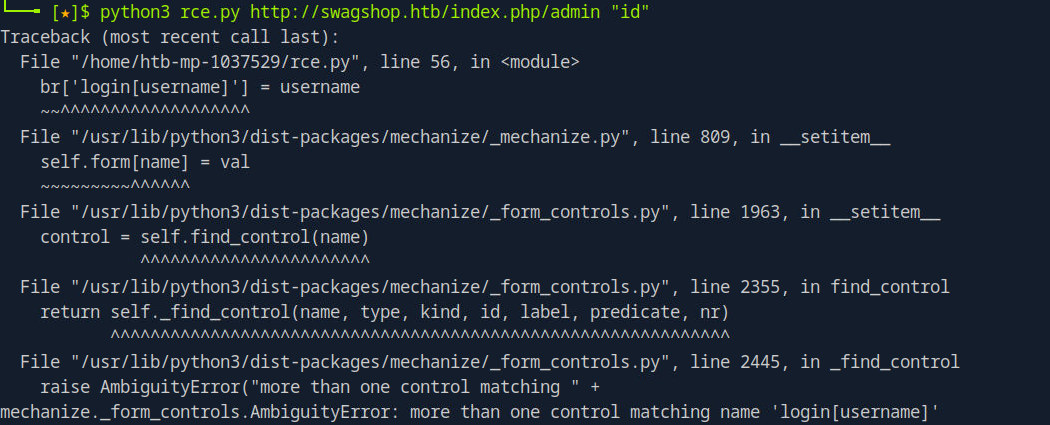 [★]$ python3 rce.py http://swagshop.htb/index.php/admin "id"
Traceback (most recent call last):
  File "/home/htb-mp-1037529/rce.py", line 56, in <module>
    br['login[username]'] = username
    ~~^^^^^^^^^^^^^^^^^^^
  File "/usr/lib/python3/dist-packages/mechanize/_mechanize.py", line 809, in __setitem__
    self.form[name] = val
    ~~~~~~~~~^^^^^^
  File "/usr/lib/python3/dist-packages/mechanize/_form_controls.py", line 1963, in __setitem__
    control = self.find_control(name)
              ^^^^^^^^^^^^^^^^^^^^^^^
  File "/usr/lib/python3/dist-packages/mechanize/_form_controls.py", line 2355, in find_control
    return self._find_control(name, type, kind, id, label, predicate, nr)
           ^^^^^^^^^^^^^^^^^^^^^^^^^^^^^^^^^^^^^^^^^^^^^^^^^^^^^^^^^^^^^^
  File "/usr/lib/python3/dist-packages/mechanize/_form_controls.py", line 2445, in _find_control
    raise AmbiguityError("more than one control matching " +
mechanize._form_controls.AmbiguityError: more than one control matching name 'login[username]'